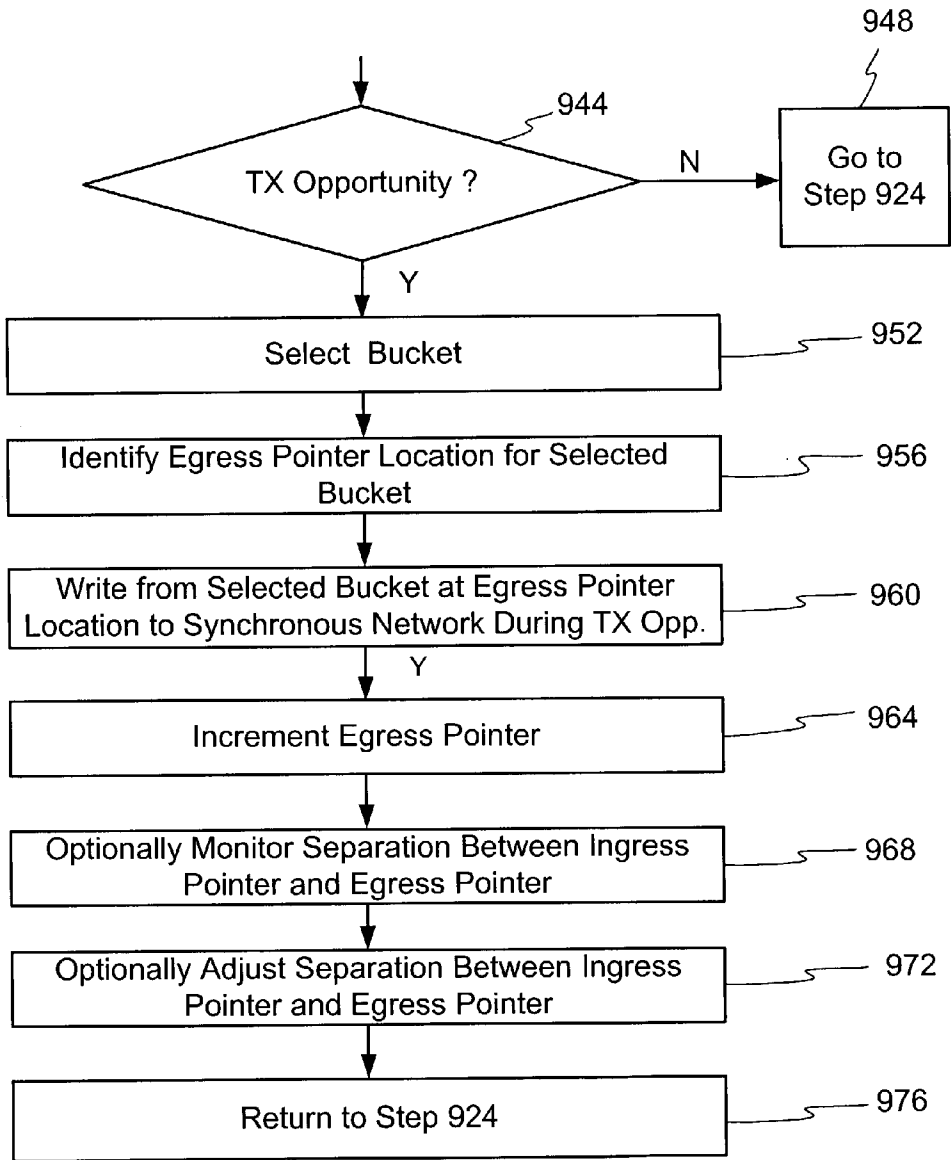 948
944
TX Opportunity ?
N
Go to
Step 924
Y
Select Bucket
952
Identify Egress Pointer Location for Selected
Bucket
956
Write from Selected Bucket at Egress Pointer
Location to Synchronous Network During TX Opp.
960
Y
Increment Egress Pointer
964
Optionally Monitor Separation Between Ingress
Pointer and Egress Pointer
968
Optionally Adjust Separation Between Ingress
Pointer and Egress Pointer
972
Return to Step 924
976